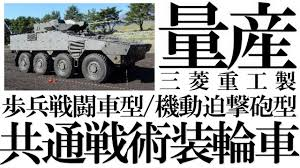 量産
三菱重工製
歩兵戦闘車型/機動迫撃砲型
共通戦術装輪車